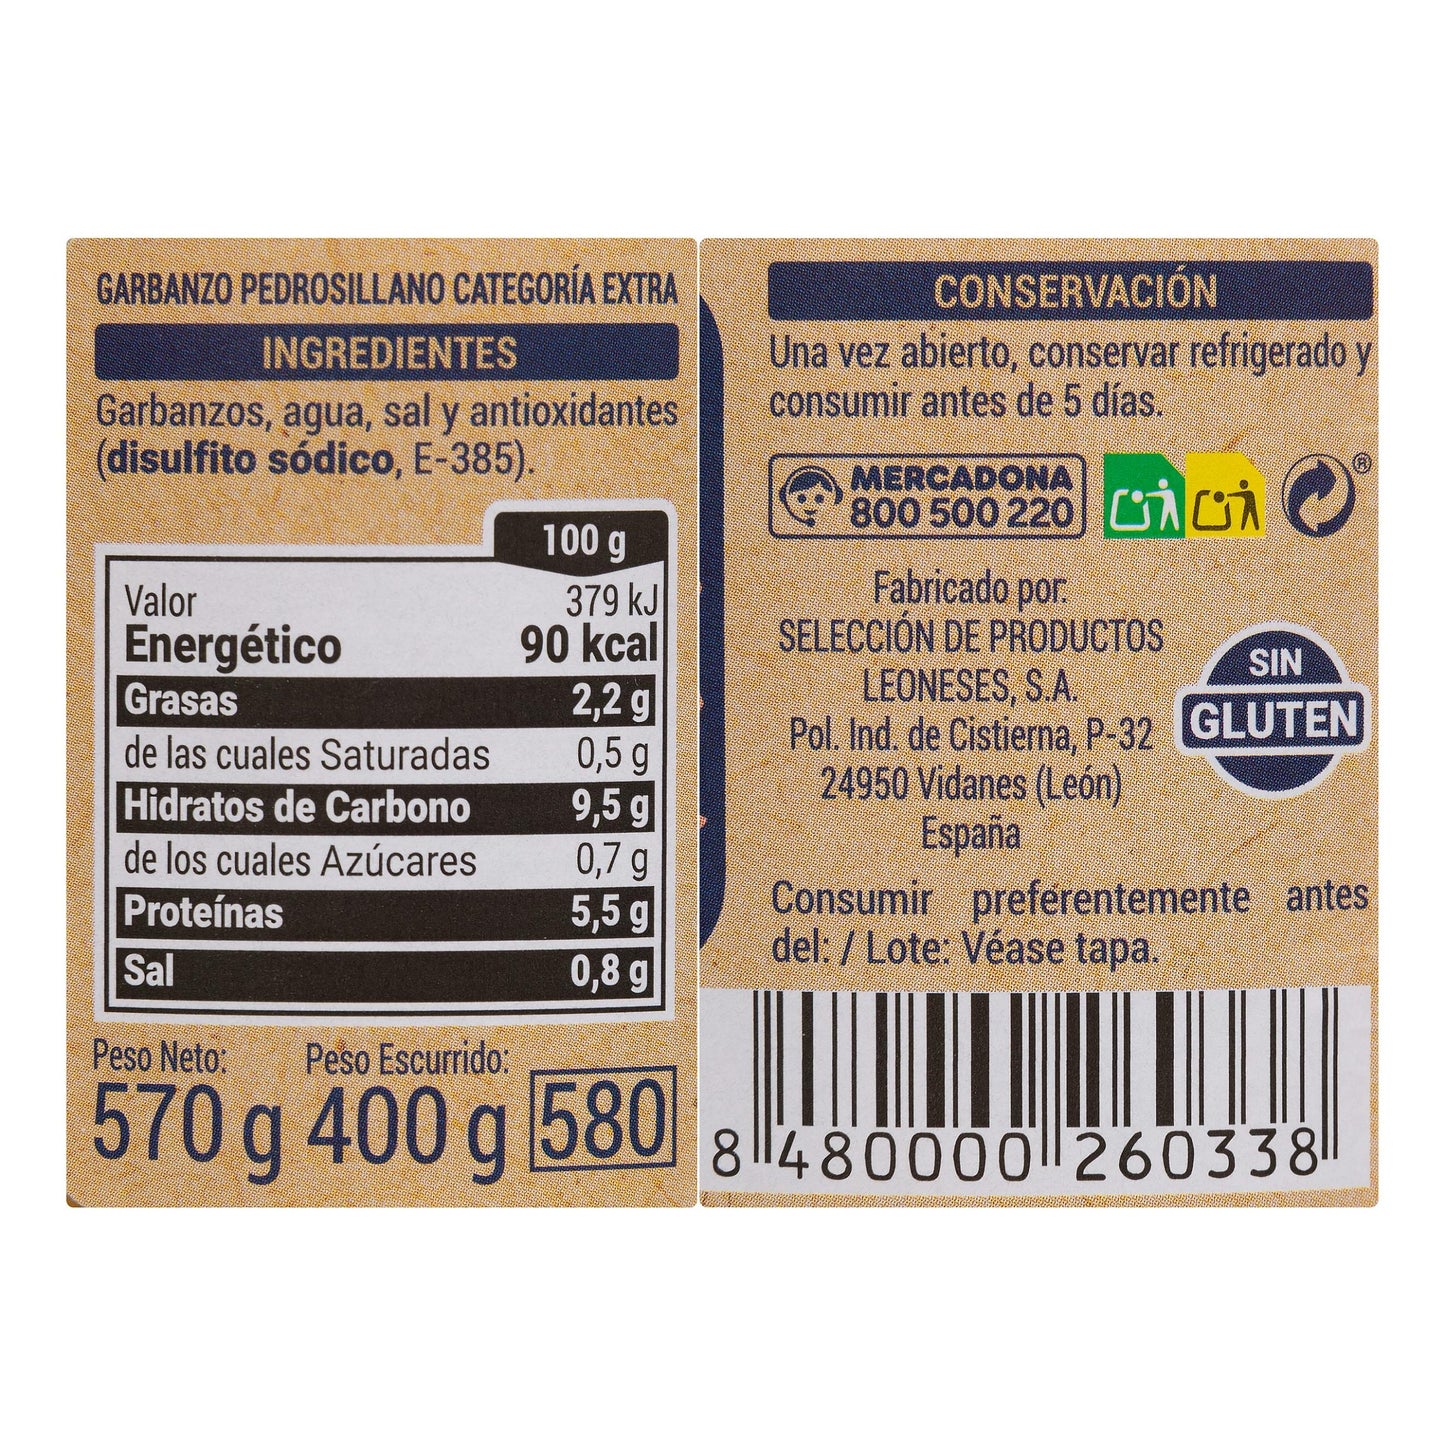 GARBANZO PEDROSILLANO CATEGORÍA EXTRA
INGREDIENTES
Garbanzos, agua, sal y antioxidantes
(disulfito sódico, E-385).
100 g
Valor 379 kJ
Energético 90 kcal
Grasas 2,2 g
de las cuales Saturadas 0,5 g
Hidratos de Carbono 9,5 g
de los cuales Azúcares 0,7 g
Proteínas 5,5 g
Sal 0,8 g
Peso Neto: Peso Escurrido:
570 g 400 g 580
CONSERVACIÓN
Una vez abierto, conservar refrigerado y
consumir antes de 5 días.
MERCADONA
800 500 220
®
Fabricado por:
SELECCIÓN DE PRODUCTOS
LEONESES, S.A.
Pol. Ind. de Cistierna, P-32
24950 Vidanes (León)
España
SIN
GLUTEN
Consumir preferentemente antes
del: / Lote: Véase tapa.
8 480000 260338